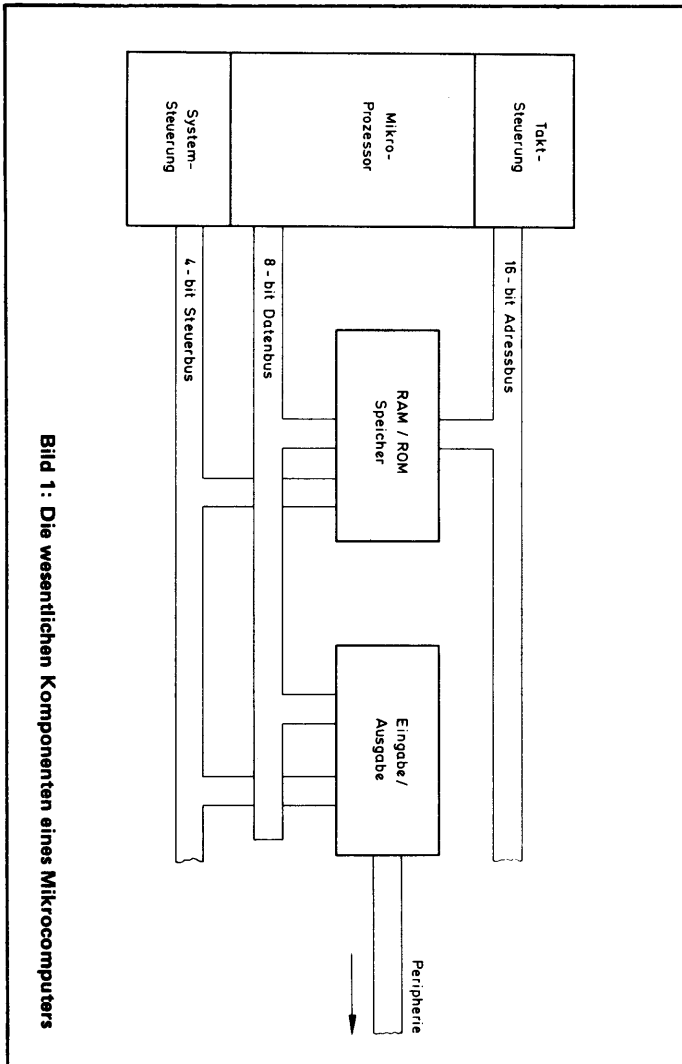 Takt-
Steuerung
Mikro-
Prozessor
System-
Steuerung
16-bit Adressbus
8-bit Datenbus
4-bit Steuerbus
RAM / ROM
Speicher
Eingabe /
Ausgabe
Peripherie
Bild 1: Die wesentlichen Komponenten eines Mikrocomputers